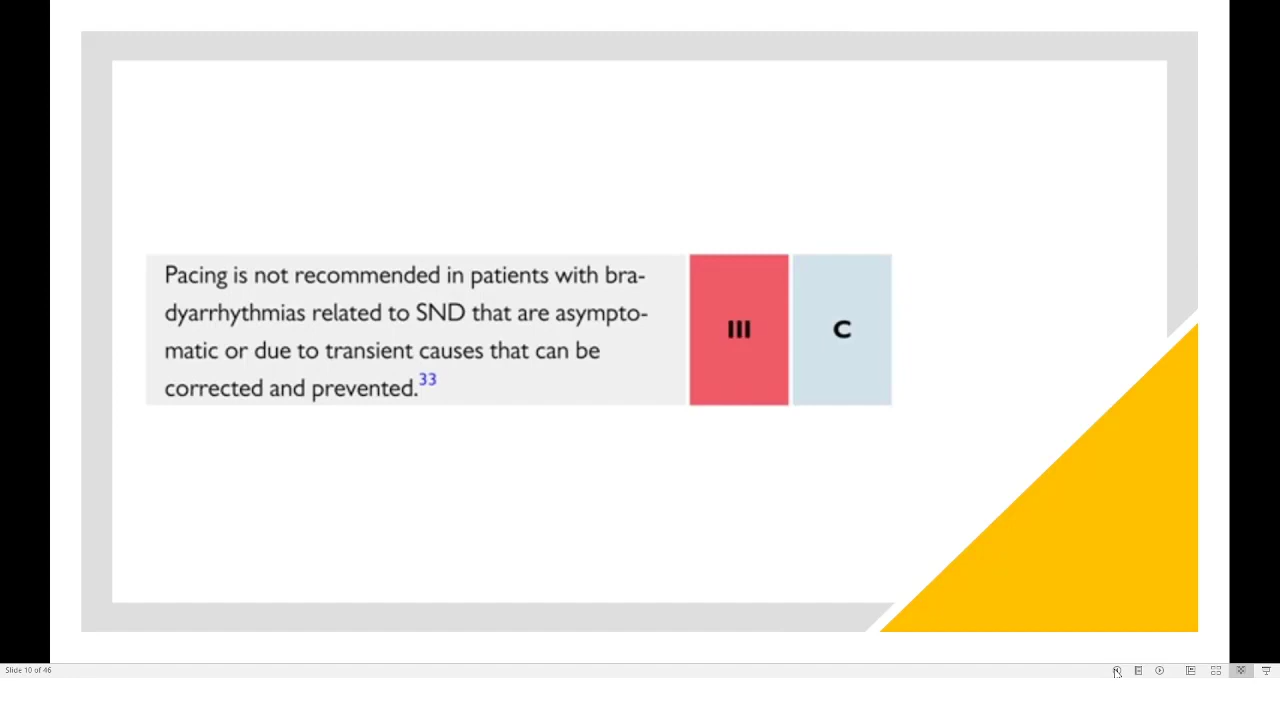 Pacing is not recommended in patients with bra-
dyarrhythmias related to SND that are asympto-
matic or due to transient causes that can be
corrected and prevented.33
III
C
Slide 10 of 46